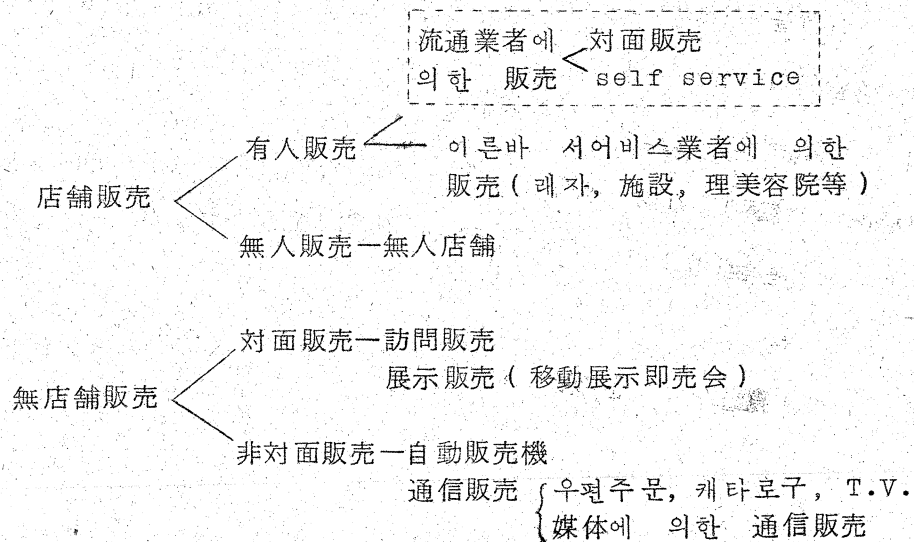 流通業者에 対面販売
의한 販売 self service
有人販売 이른바 서어비스業者에 의한
販売 ( 레자, 施設, 理美容院等 )
店舗販売
無人販売ー無人店舗
対面販売ー訪問販売
展示販売 ( 移動展示即売会 )
無店舗販売
非対面販売ー自動販売機
通信販売 { 우편주문, 캐타로구, T.V.
媒体에 의한 通信販売